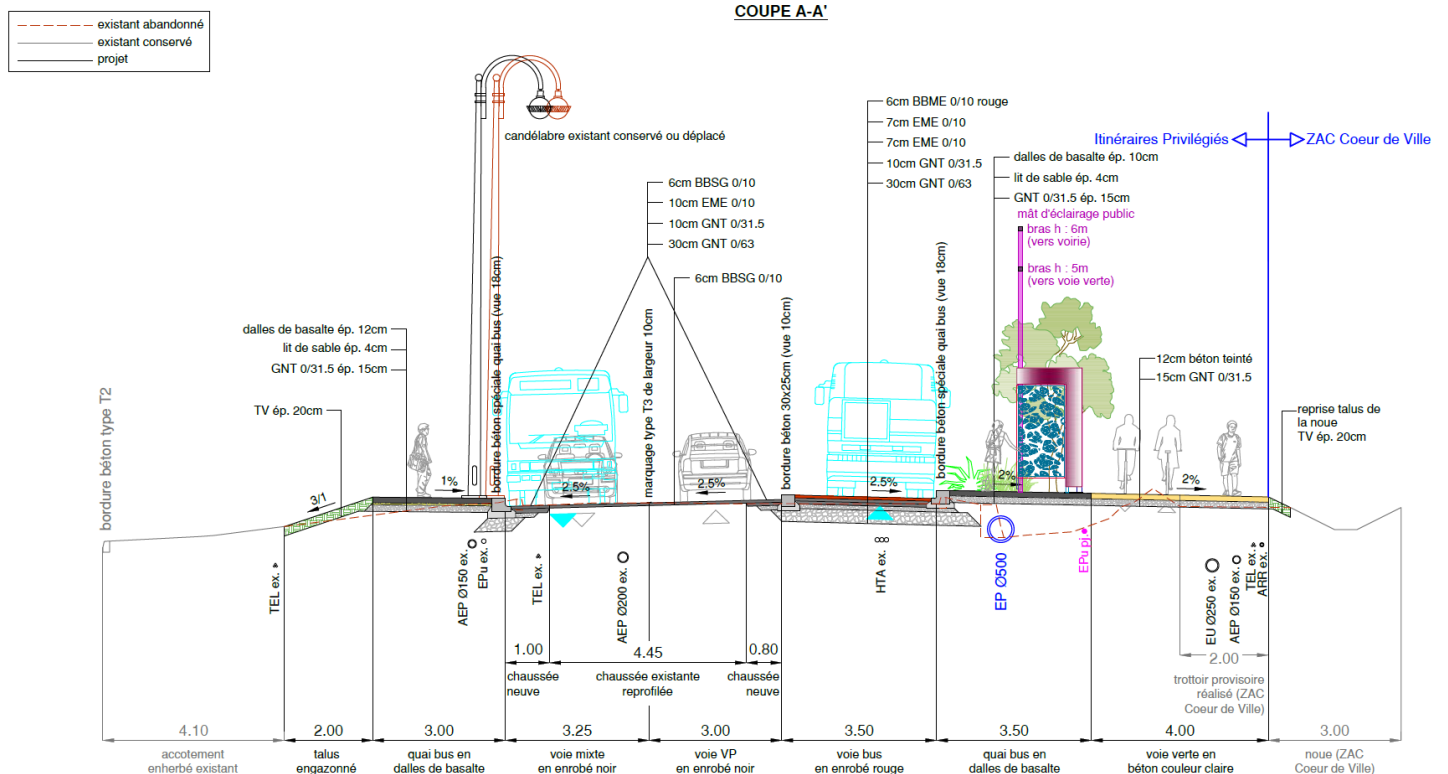 COUPE A-A'
existant abandonné
existant conservé
projet
candélabre existant conservé ou déplacé
6cm BBME 0/10 rouge
7cm EME 0/10
7cm EME 0/10
10cm GNT 0/31.5
30cm GNT 0/63
Itinéraires Privilégiés
ZAC Coeur de Ville
dalles de basalte ép. 10cm
lit de sable ép. 4cm
GNT 0/31.5 ép. 15cm
mât d'éclairage public
bras h : 6m
(vers voirie)
bras h : 5m
(vers voie verte)
6cm BBSG 0/10
10cm EME 0/10
10cm GNT 0/31.5
30cm GNT 0/63
6cm BBSG 0/10
dalles de basalte ép. 12cm
lit de sable ép. 4cm
GNT 0/31.5 ép. 15cm
TV ép. 20cm
12cm béton teinté
15cm GNT 0/31.5
reprise talus de
la noue
TV ép. 20cm
bordure béton type T2
bordure béton spéciale quai bus (vue 18cm)
marquage type T3 de largeur 10cm
bordure béton 30x25cm (vue 10cm)
bordure béton spéciale quai bus (vue 18cm)
3/1
1%
2.5%
2.5%
2.5%
2%
2%
TEL ex.
AEP Ø150 ex.
EPu ex.
TEL ex.
AEP Ø200 ex.
HTA ex.
EP Ø500
EPu pj.
EU Ø250 ex.
AEP Ø150 ex.
TEL ex.
ARR ex.
1.00
4.45
0.80
chaussée
neuve
chaussée existante
reprofilée
chaussée
neuve
2.00
trottoir provisoire
réalisé (ZAC
Coeur de Ville)
4.10
2.00
3.00
3.25
3.00
3.50
3.50
4.00
3.00
accotement
enherbé existant
talus
engazonné
quai bus en
dalles de basalte
voie mixte
en enrobé noir
voie VP
en enrobé noir
voie bus
en enrobé rouge
quai bus en
dalles de basalte
voie verte en
béton couleur claire
noue (ZAC
Coeur de Ville)